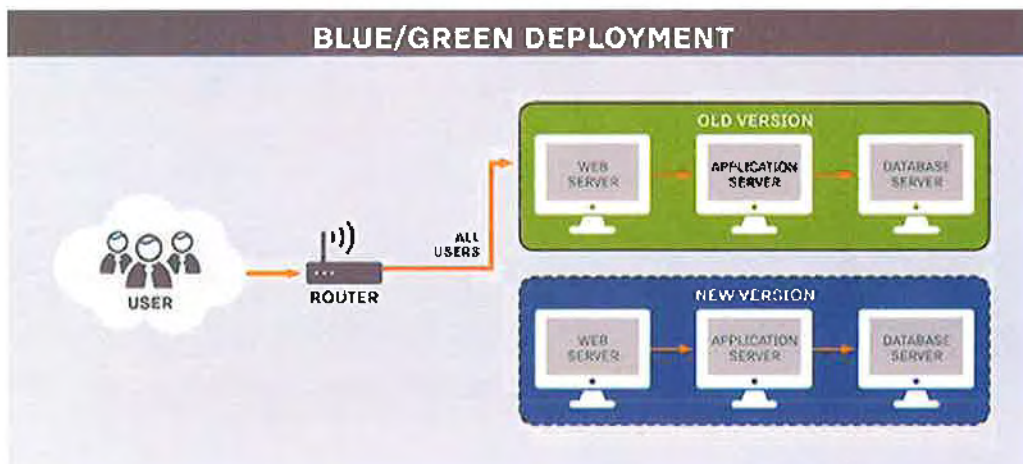 BLUE/GREEN DEPLOYMENT
OLD VERSION
WEB
SERVER
APPLICATION
SERVER
DATABASE
SERVER
ALL
USERS
USER
ROUTER
NEW VERSION
WEB
SERVER
APPLICATION
SERVER
DATABASE
SERVER